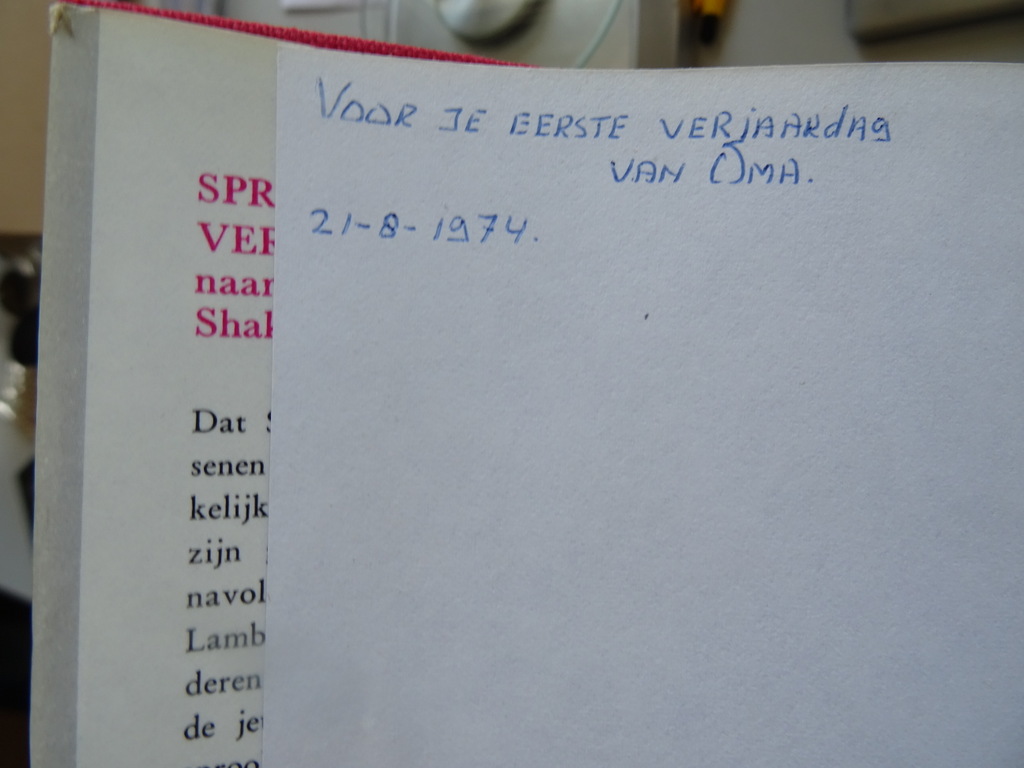 VOOR JE EERSTE VERJAARDAG
VAN OMA.
21-8-1974.
SPR
VER
naar
Shak
Dat
senen
kelijk
zijn
navol
Lamb
deren
de je